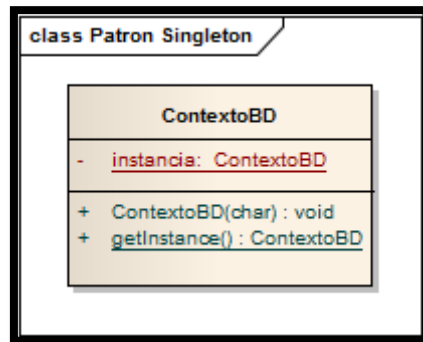 class Patron Singleton
ContextoBD
- instancia: ContextoBD
+ ContextoBD(char) : void
+ getInstance() : ContextoBD